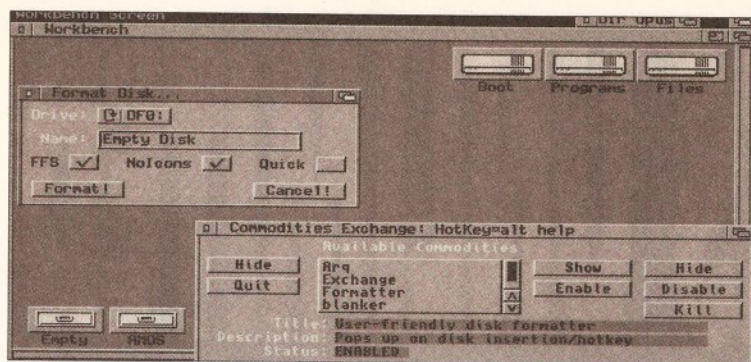 Workbench Screen
Dir Opus
Workbench
Boot Programs Files
Format Disk...
Drive: DF0:
Name: Empty Disk
FFS NoIcons Quick
Format! Cancel!
Commodities Exchange: HotKey=alt help
Available Commodities
Hide Arq Show Hide
Exchange
Quit Formatter Enable Disable
blanker Kill
Title: User-friendly disk formatter
Description: Pops up on disk insertion/hotkey
Status: ENABLED
Empty AMOS